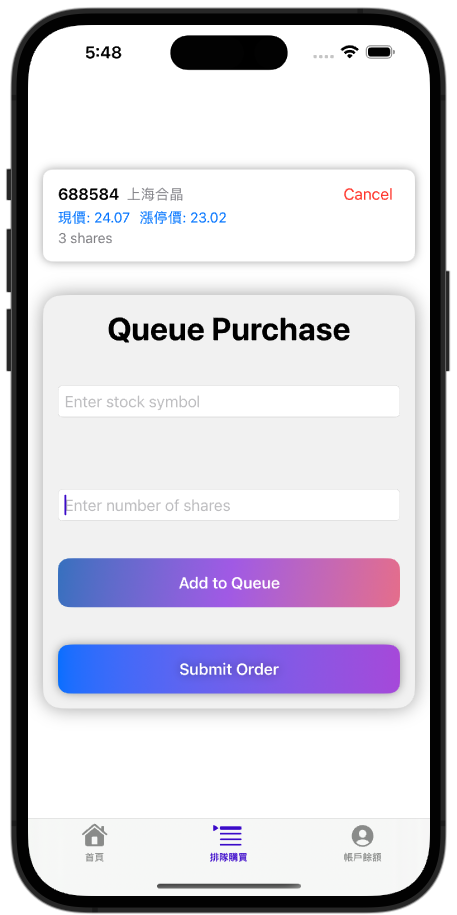 5:48
688584 上海合晶 Cancel
現價: 24.07 漲停價: 23.02
3 shares
Queue Purchase
Enter stock symbol
Enter number of shares
Add to Queue
Submit Order
首頁 排隊購買 帳戶餘額